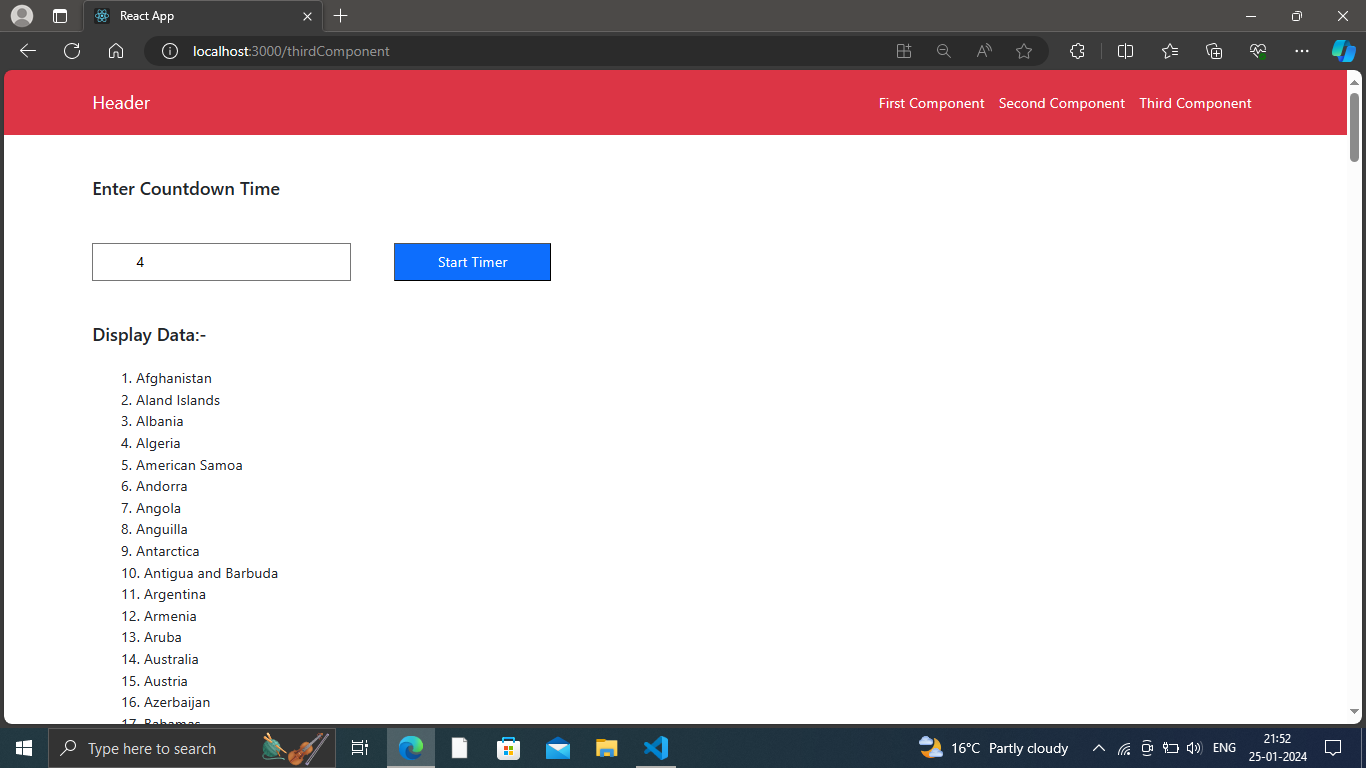 React App
localhost:3000/thirdComponent
Header First Component Second Component Third Component
Enter Countdown Time
4 Start Timer
Display Data:-
1. Afghanistan
2. Aland Islands
3. Albania
4. Algeria
5. American Samoa
6. Andorra
7. Angola
8. Anguilla
9. Antarctica
10. Antigua and Barbuda
11. Argentina
12. Armenia
13. Aruba
14. Australia
15. Austria
16. Azerbaijan
17. Bahamas
Type here to search 16°C Partly cloudy ENG 21:52
25-01-2024